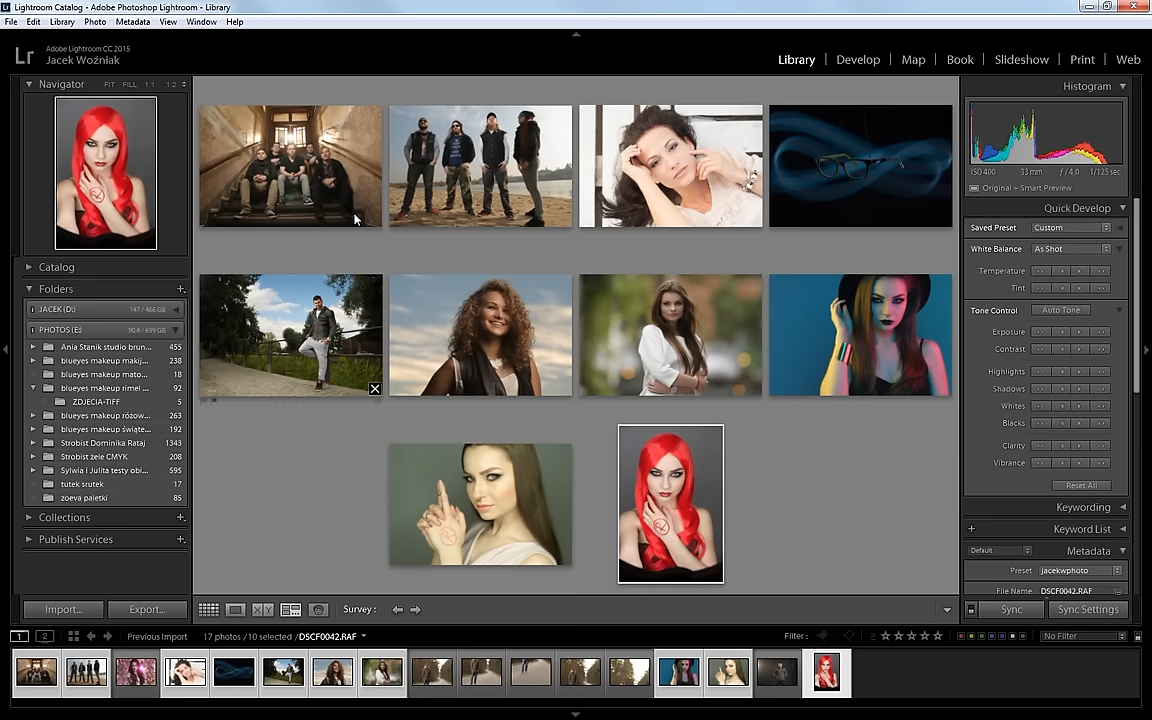 Lightroom Catalog - Adobe Photoshop Lightroom - Library
File Edit Library Photo Metadata View Window Help
Lr
Adobe Lightroom CC 2015
Jacek Woźniak
Library | Develop | Map | Book | Slideshow | Print | Web
Navigator FIT FILL 1:1 1:2
Catalog
Folders
JACEK (D:) 147 / 466 GB
PHOTOS (E:) 90,4 / 699 GB
Ania Stanik studio brun... 455
blueyes makeup makij... 238
blueyes makeup mato... 18
blueyes makeup rimel ... 92
ZDJECIA-TIFF 5
blueyes makeup różow... 263
blueyes makeup święte... 192
Strobist Dominika Rataj 1343
Strobist żele CMYK 208
Sylwia i Julita testy obi... 595
tutek srutek 17
zoeva paletki 85
Collections
Publish Services
Import... Export...
Histogram
ISO 400 33 mm ƒ / 4,0 1/125 sec
Original + Smart Preview
Quick Develop
Saved Preset Custom
White Balance As Shot
Temperature
Tint
Tone Control Auto Tone
Exposure
Contrast
Highlights
Shadows
Whites
Blacks
Clarity
Vibrance
Reset All
Keywording
Keyword List
Default Metadata
Preset jacekwphoto
File Name DSCF0042.RAF
Sync Sync Settings
X Y Survey :
1 2 Previous Import 17 photos / 10 selected / DSCF0042.RAF Filter : No Filter